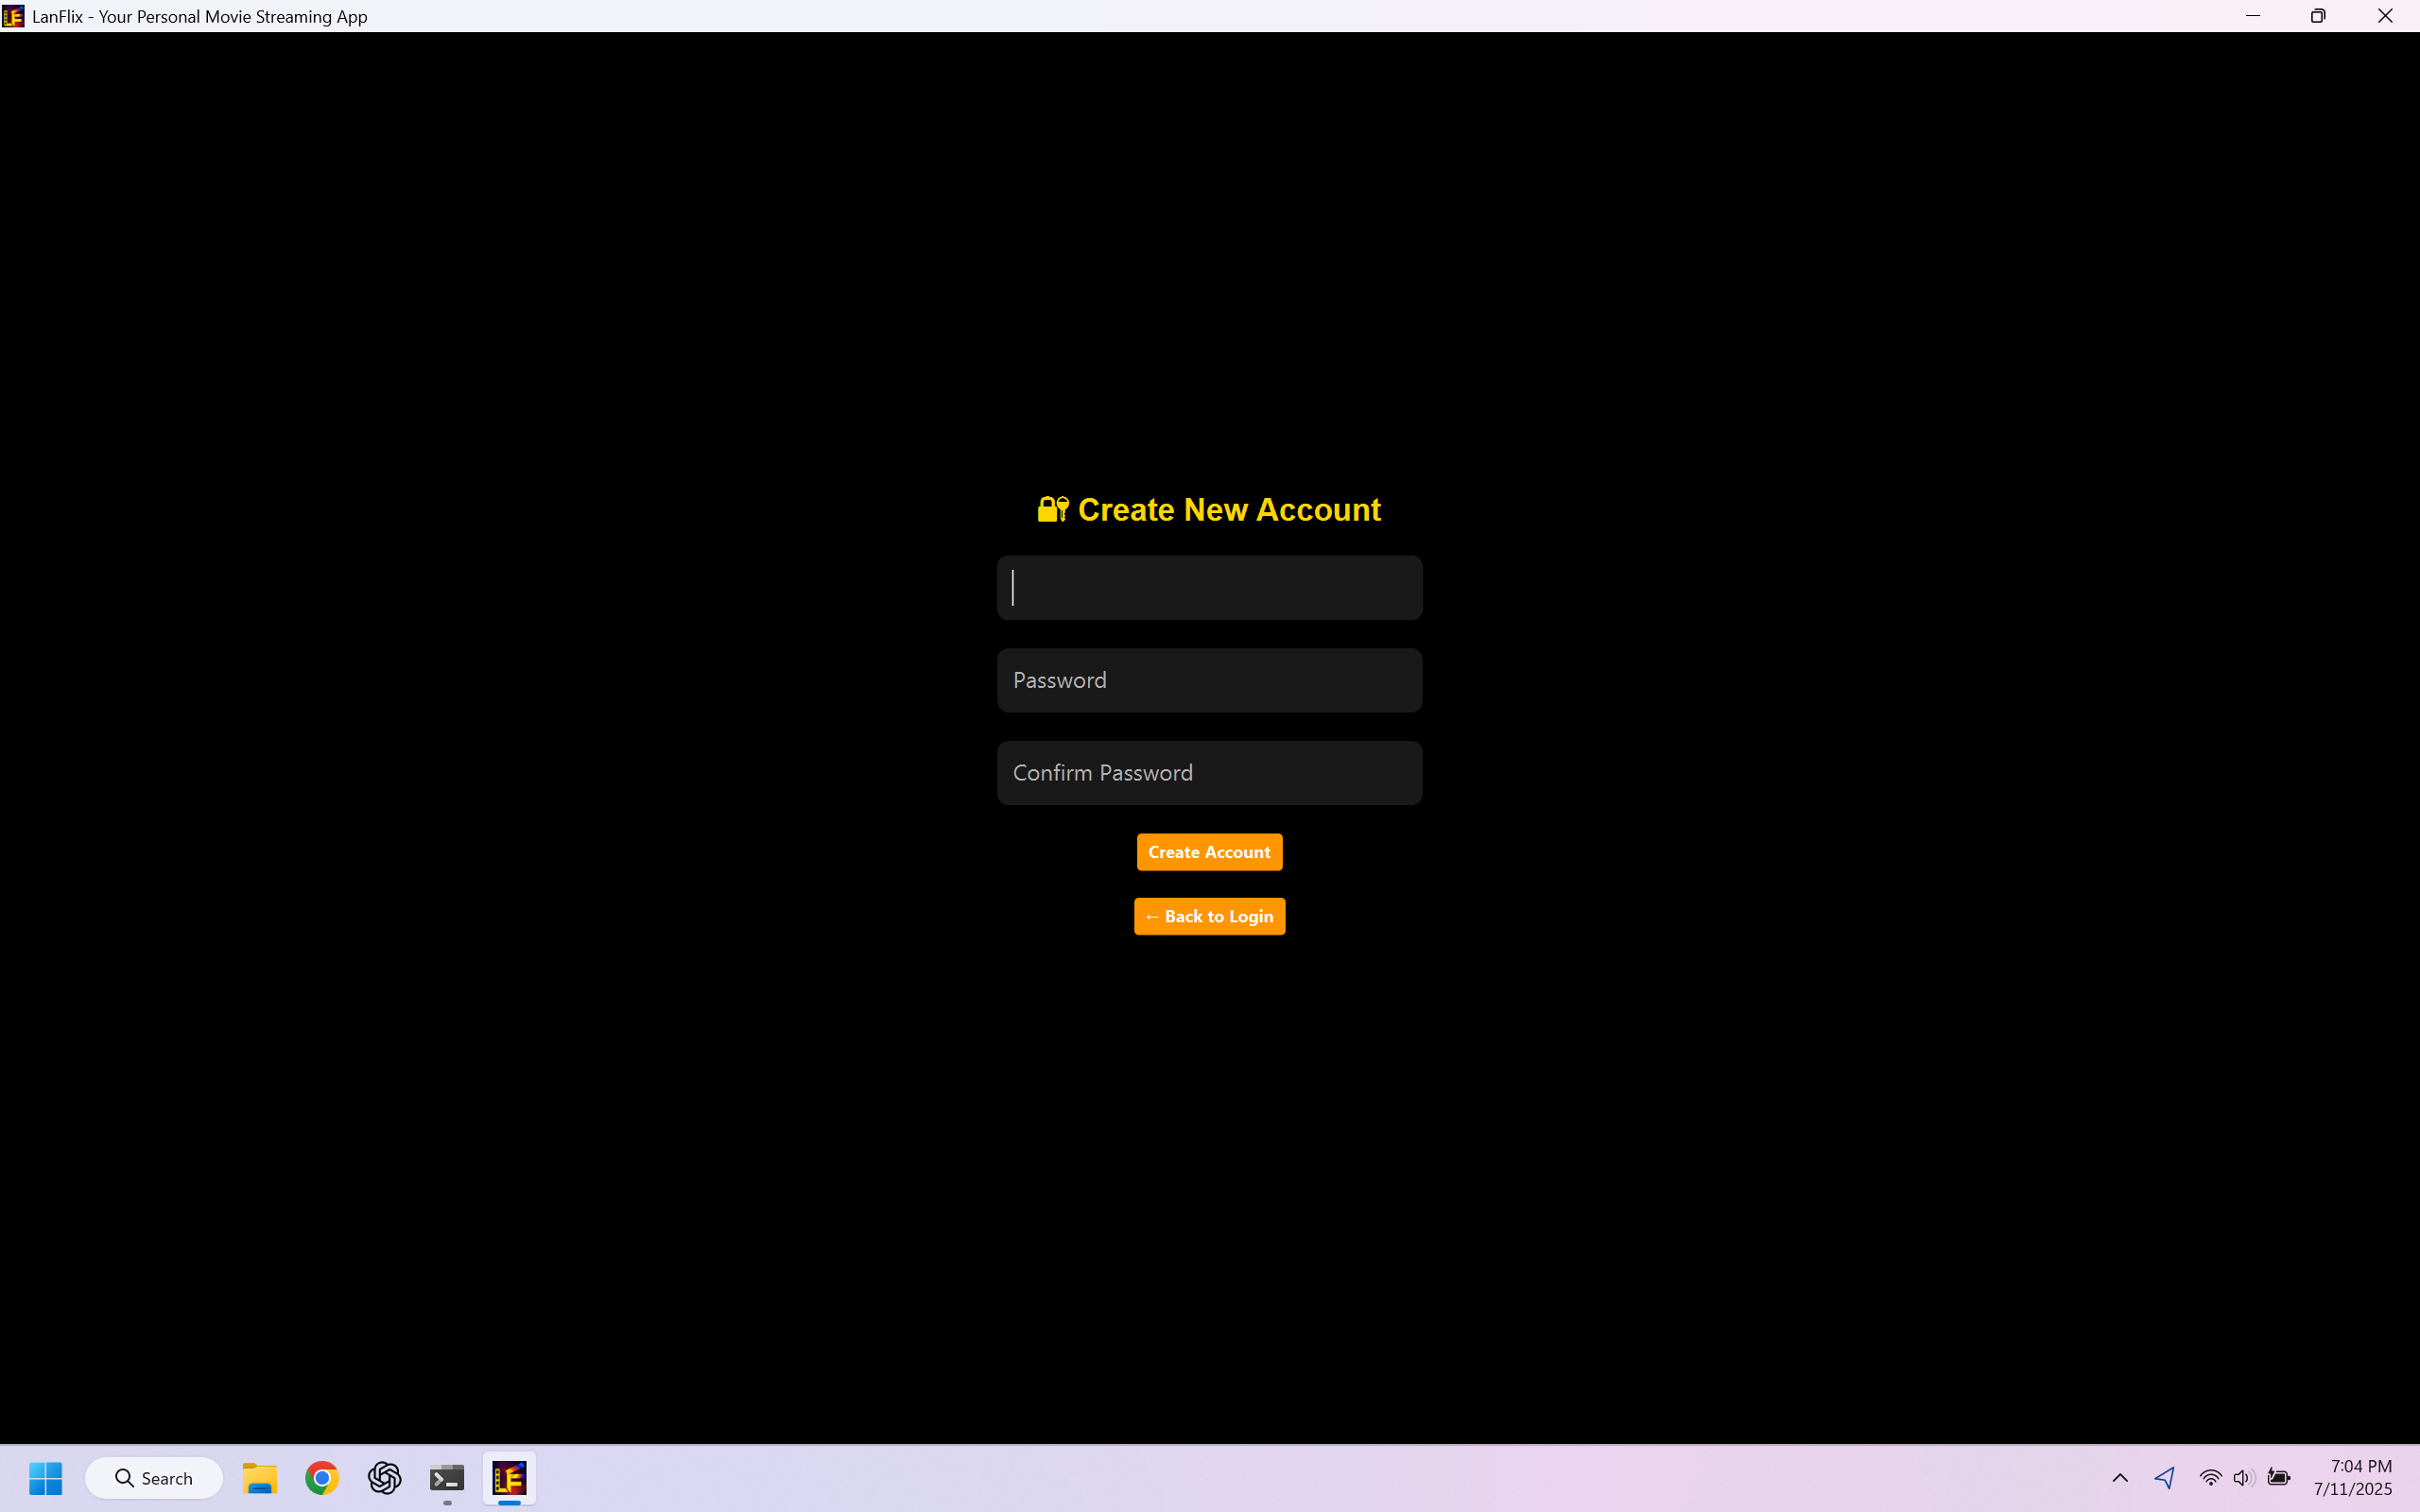 LanFlix - Your Personal Movie Streaming App
🔐 Create New Account
Password
Confirm Password
Create Account
← Back to Login
Search
7:04 PM
7/11/2025